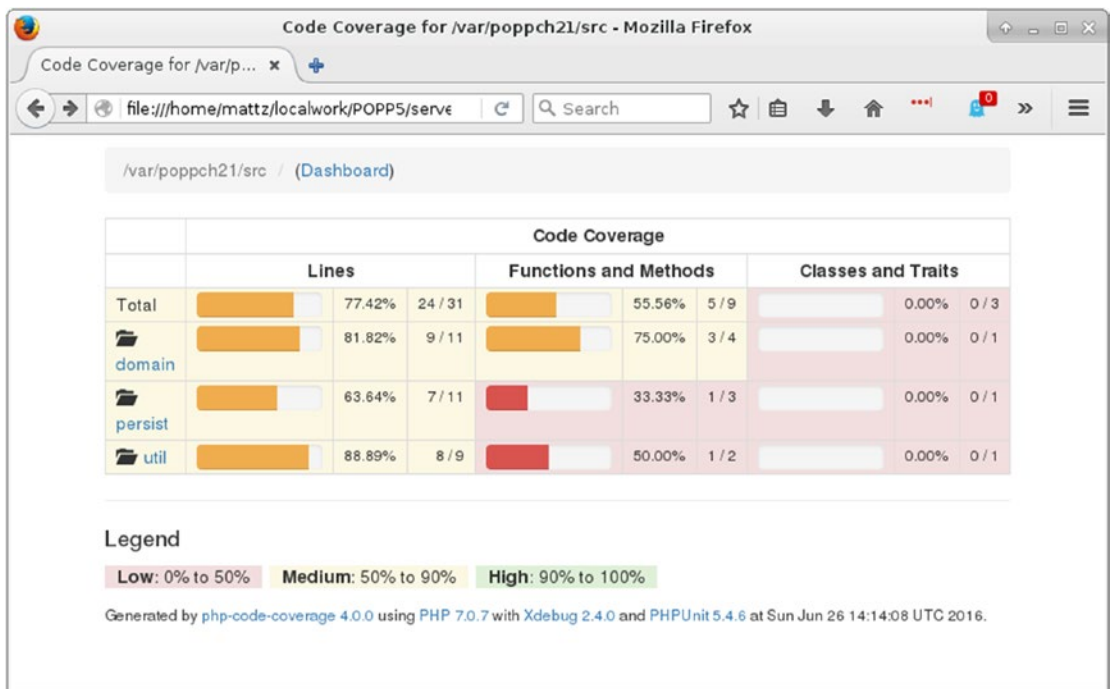 Code Coverage for /var/poppch21/src - Mozilla Firefox
Code Coverage for /var/p...
file:///home/mattz/localwork/POPP5/serve
Search
0
/var/poppch21/src / (Dashboard)
Code Coverage
Lines Functions and Methods Classes and Traits
Total 77.42% 24 / 31 55.56% 5 / 9 0.00% 0 / 3
domain 81.82% 9 / 11 75.00% 3 / 4 0.00% 0 / 1
persist 63.64% 7 / 11 33.33% 1 / 3 0.00% 0 / 1
util 88.89% 8 / 9 50.00% 1 / 2 0.00% 0 / 1
Legend
Low: 0% to 50% Medium: 50% to 90% High: 90% to 100%
Generated by php-code-coverage 4.0.0 using PHP 7.0.7 with Xdebug 2.4.0 and PHPUnit 5.4.6 at Sun Jun 26 14:14:08 UTC 2016.